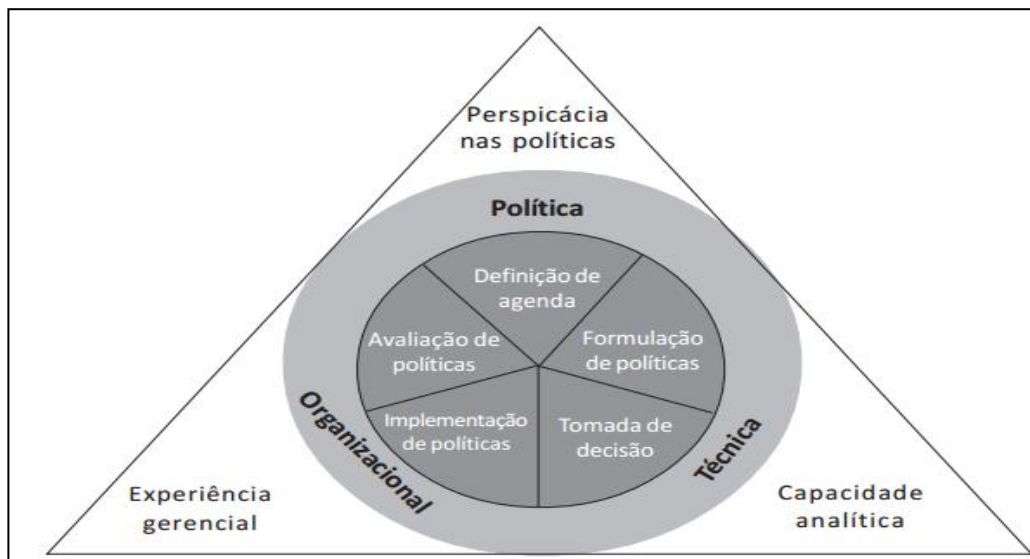 Perspicácia
nas políticas
Política
Definição de
agenda
Avaliação de
políticas
Formulação
de políticas
Implementação
de políticas
Tomada de
decisão
Organizacional
Técnica
Experiência
gerencial
Capacidade
analítica